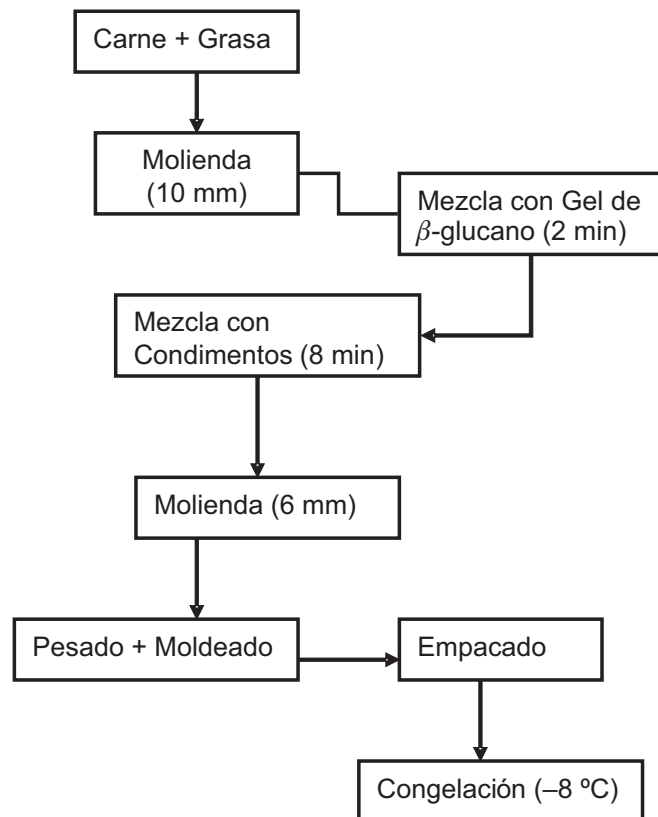 Carne + Grasa
Molienda
(10 mm)
Mezcla con Gel de
β-glucano (2 min)
Mezcla con
Condimentos (8 min)
Molienda (6 mm)
Pesado + Moldeado
Empacado
Congelación (–8 ºC)